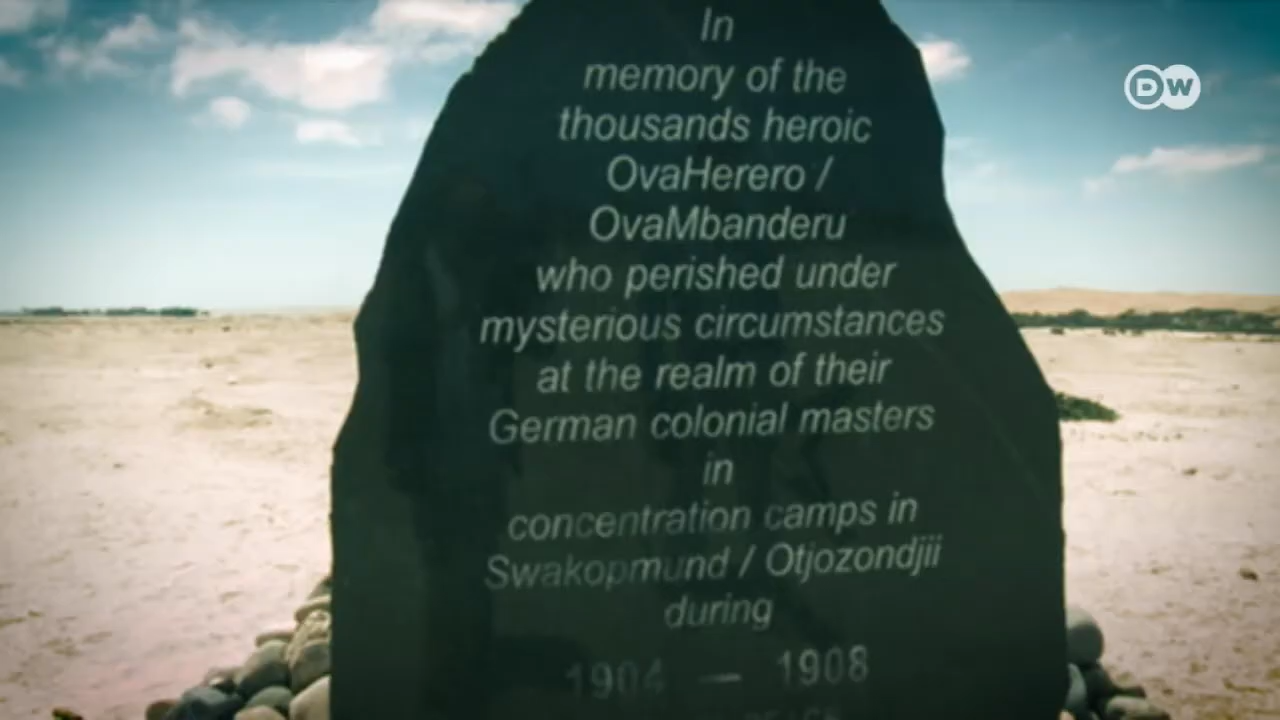 In
memory of the
thousands heroic
OvaHerero /
OvaMbanderu
who perished under
mysterious circumstances
at the realm of their
German colonial masters
in
concentration camps in
Swakopmund / Otjozondjii
during
1904 — 1908
DW